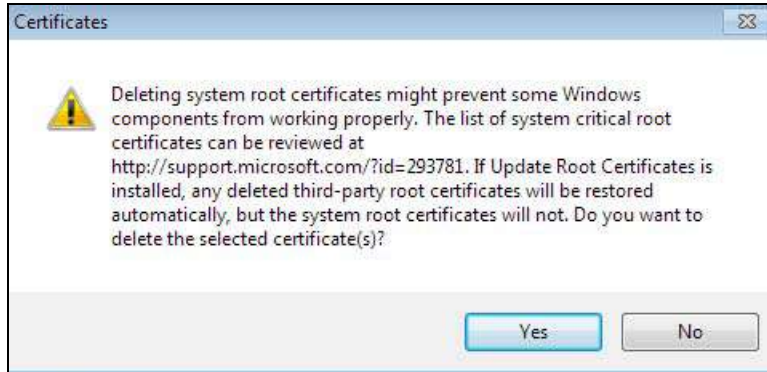 Certificates
Deleting system root certificates might prevent some Windows
components from working properly. The list of system critical root
certificates can be reviewed at
http://support.microsoft.com/?id=293781. If Update Root Certificates is
installed, any deleted third-party root certificates will be restored
automatically, but the system root certificates will not. Do you want to
delete the selected certificate(s)?
Yes
No